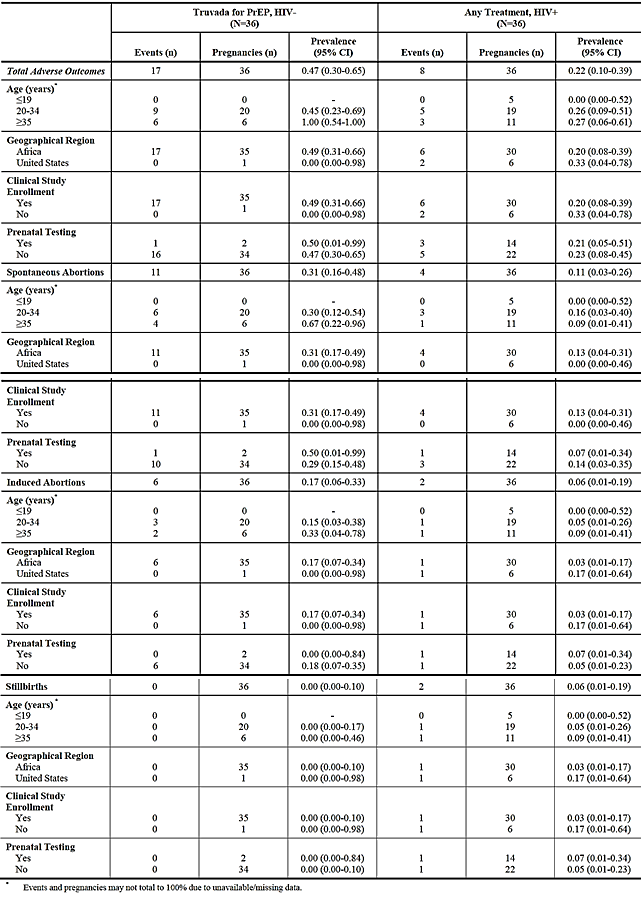 Truvada for PrEP, HIV- Any Treatment, HIV+
(N=36) (N=36)
Prevalence Prevalence
Events (n) Pregnancies (n) (95% CI) Events (n) Pregnancies (n) (95% CI)
Total Adverse Outcomes 17 36 0.47 (0.30-0.65) 8 36 0.22 (0.10-0.39)
Age (years)*
≤19 0 0 - 0 5 0.00 (0.00-0.52)
20-34 9 20 0.45 (0.23-0.69) 5 19 0.26 (0.09-0.51)
≥35 6 6 1.00 (0.54-1.00) 3 11 0.27 (0.06-0.61)
Geographical Region
Africa 17 35 0.49 (0.31-0.66) 6 30 0.20 (0.08-0.39)
United States 0 1 0.00 (0.00-0.98) 2 6 0.33 (0.04-0.78)
Clinical Study
Enrollment
Yes 17 35 0.49 (0.31-0.66) 6 30 0.20 (0.08-0.39)
No 0 1 0.00 (0.00-0.98) 2 6 0.33 (0.04-0.78)
Prenatal Testing
Yes 1 2 0.50 (0.01-0.99) 3 14 0.21 (0.05-0.51)
No 16 34 0.47 (0.30-0.65) 5 22 0.23 (0.08-0.45)
Spontaneous Abortions 11 36 0.31 (0.16-0.48) 4 36 0.11 (0.03-0.26)
Age (years)*
≤19 0 0 - 0 5 0.00 (0.00-0.52)
20-34 6 20 0.30 (0.12-0.54) 3 19 0.16 (0.03-0.40)
≥35 4 6 0.67 (0.22-0.96) 1 11 0.09 (0.01-0.41)
Geographical Region
Africa 11 35 0.31 (0.17-0.49) 4 30 0.13 (0.04-0.31)
United States 0 1 0.00 (0.00-0.98) 0 6 0.00 (0.00-0.46)
Clinical Study
Enrollment
Yes 11 35 0.31 (0.17-0.49) 4 30 0.13 (0.04-0.31)
No 0 1 0.00 (0.00-0.98) 0 6 0.00 (0.00-0.46)
Prenatal Testing
Yes 1 2 0.50 (0.01-0.99) 1 14 0.07 (0.01-0.34)
No 10 34 0.29 (0.15-0.48) 3 22 0.14 (0.03-0.35)
Induced Abortions 6 36 0.17 (0.06-0.33) 2 36 0.06 (0.01-0.19)
Age (years)*
≤19 0 0 - 0 5 0.00 (0.00-0.52)
20-34 3 20 0.15 (0.03-0.38) 1 19 0.05 (0.01-0.26)
≥35 2 6 0.33 (0.04-0.78) 1 11 0.09 (0.01-0.41)
Geographical Region
Africa 6 35 0.17 (0.07-0.34) 1 30 0.03 (0.01-0.17)
United States 0 1 0.00 (0.00-0.98) 1 6 0.17 (0.01-0.64)
Clinical Study
Enrollment
Yes 6 35 0.17 (0.07-0.34) 1 30 0.03 (0.01-0.17)
No 0 1 0.00 (0.00-0.98) 1 6 0.17 (0.01-0.64)
Prenatal Testing
Yes 0 2 0.00 (0.00-0.84) 1 14 0.07 (0.01-0.34)
No 6 34 0.18 (0.07-0.35) 1 22 0.05 (0.01-0.23)
Stillbirths 0 36 0.00 (0.00-0.10) 2 36 0.06 (0.01-0.19)
Age (years)*
≤19 0 0 - 0 5 0.00 (0.00-0.52)
20-34 0 20 0.00 (0.00-0.17) 1 19 0.05 (0.01-0.26)
≥35 0 6 0.00 (0.00-0.46) 1 11 0.09 (0.01-0.41)
Geographical Region
Africa 0 35 0.00 (0.00-0.10) 1 30 0.03 (0.01-0.17)
United States 0 1 0.00 (0.00-0.98) 1 6 0.17 (0.01-0.64)
Clinical Study
Enrollment
Yes 0 35 0.00 (0.00-0.10) 1 30 0.03 (0.01-0.17)
No 0 1 0.00 (0.00-0.98) 1 6 0.17 (0.01-0.64)
Prenatal Testing
Yes 0 2 0.00 (0.00-0.84) 1 14 0.07 (0.01-0.34)
No 0 34 0.00 (0.00-0.10) 1 22 0.05 (0.01-0.23)
* Events and pregnancies may not total to 100% due to unavailable/missing data.